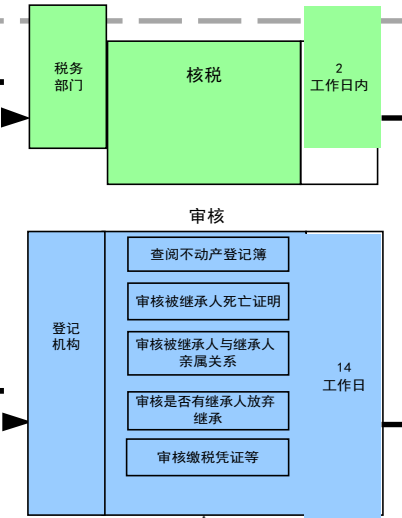 税务
部门
核税
2
工作日内
审核
登记
机构
查阅不动产登记簿
审核被继承人死亡证明
审核被继承人与继承人
亲属关系
审核是否有继承人放弃
继承
审核缴税凭证等
14
工作日